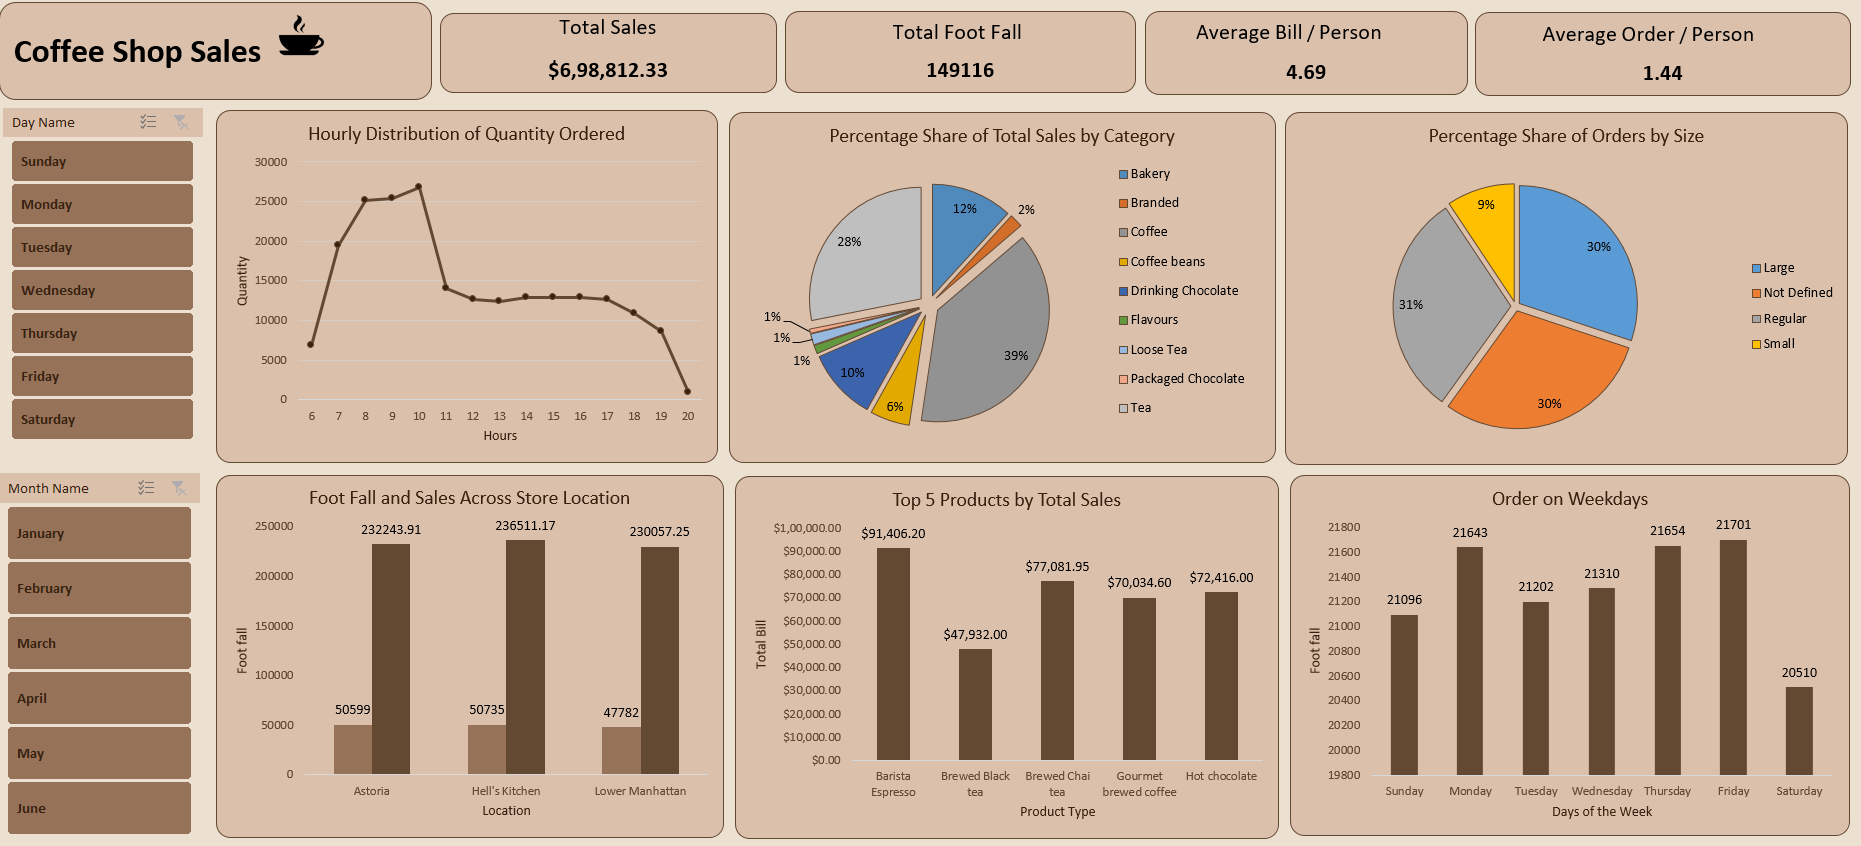 Coffee Shop Sales
Total Sales
$6,98,812.33
Total Foot Fall
149116
Average Bill / Person
4.69
Average Order / Person
1.44
Day Name
Sunday
Monday
Tuesday
Wednesday
Thursday
Friday
Saturday
Month Name
January
February
March
April
May
June
Hourly Distribution of Quantity Ordered
30000
25000
20000
15000
10000
5000
0
Quantity
6 7 8 9 10 11 12 13 14 15 16 17 18 19 20
Hours
Percentage Share of Total Sales by Category
12%
2%
28%
39%
1%
1%
1%
10%
6%
Bakery
Branded
Coffee
Coffee beans
Drinking Chocolate
Flavours
Loose Tea
Packaged Chocolate
Tea
Percentage Share of Orders by Size
9%
30%
31%
30%
Large
Not Defined
Regular
Small
Foot Fall and Sales Across Store Location
250000
200000
150000
100000
50000
0
Foot fall
232243.91
236511.17
230057.25
50599
50735
47782
Astoria
Hell's Kitchen
Lower Manhattan
Location
Top 5 Products by Total Sales
$1,00,000.00
$90,000.00
$80,000.00
$70,000.00
$60,000.00
$50,000.00
$40,000.00
$30,000.00
$20,000.00
$10,000.00
$0.00
Total Bill
$91,406.20
$47,932.00
$77,081.95
$70,034.60
$72,416.00
Barista
Espresso
Brewed Black
tea
Brewed Chai
tea
Gourmet
brewed coffee
Hot chocolate
Product Type
Order on Weekdays
21800
21600
21400
21200
21000
20800
20600
20400
20200
20000
19800
Foot fall
21096
21643
21202
21310
21654
21701
20510
Sunday
Monday
Tuesday
Wednesday
Thursday
Friday
Saturday
Days of the Week